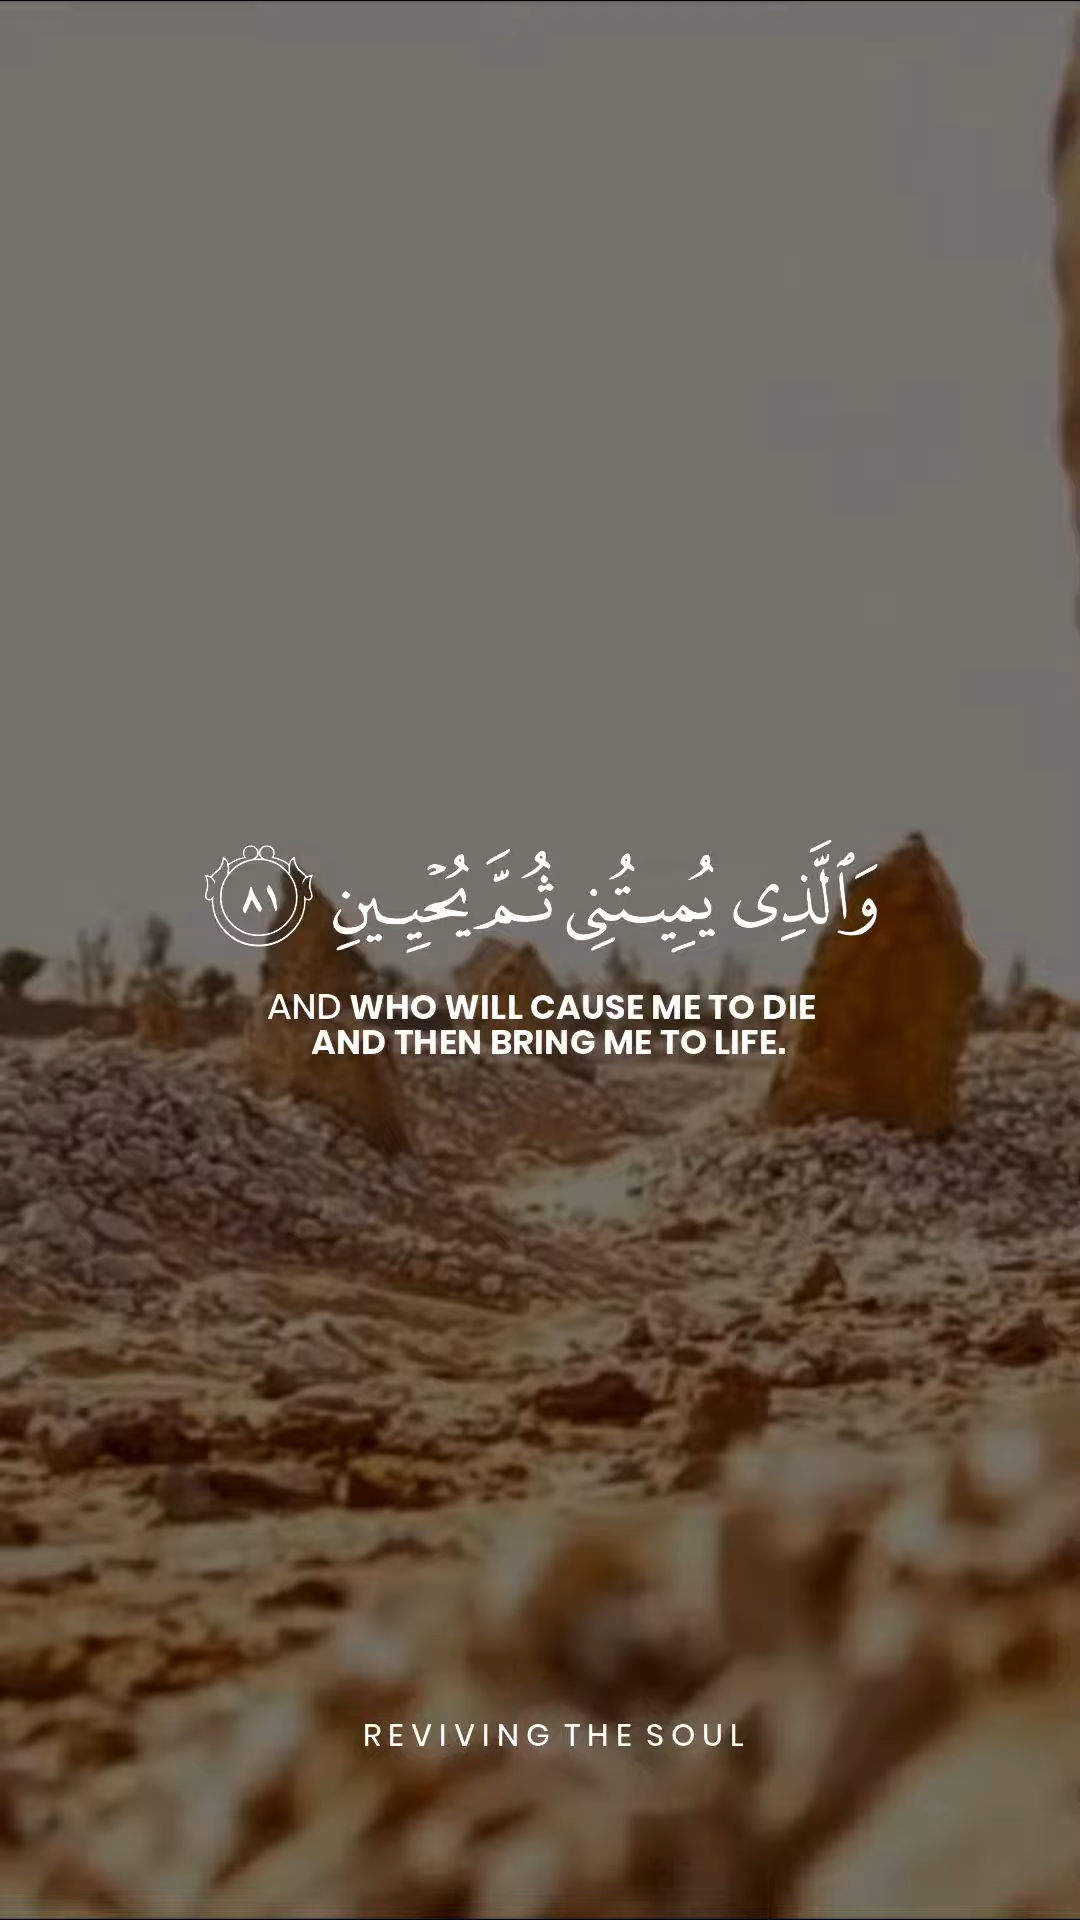 وَٱلَّذِى يُمِيتُنِى ثُمَّ يُحْيِينِ ٨١
AND WHO WILL CAUSE ME TO DIE
AND THEN BRING ME TO LIFE.
REVIVING THE SOUL